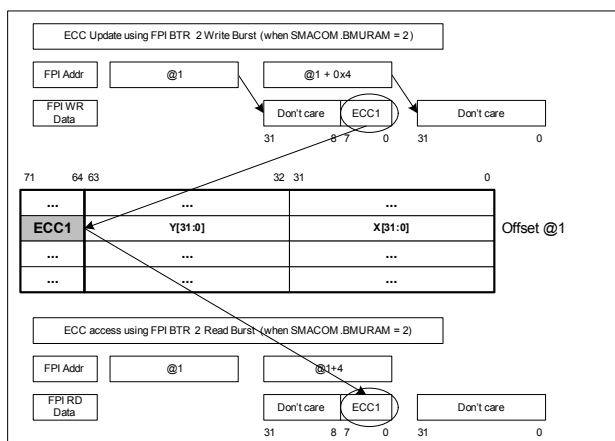 ECC Update using FPI BTR 2 Write Burst (when SMACOM.BMURAM = 2)
FPI Addr @1 @1 + 0x4
FPI WR Data Don't care ECC1 Don't care
31 8 7 0 31 0
71 64 63 32 31 0
... ... ...
ECC1 Y[31:0] X[31:0] Offset @1
... ... ...
... ... ...
ECC access using FPI BTR 2 Read Burst (when SMACOM.BMURAM = 2)
FPI Addr @1 @1+4
FPI RD Data Don't care ECC1 Don't care
31 8 7 0 31 0